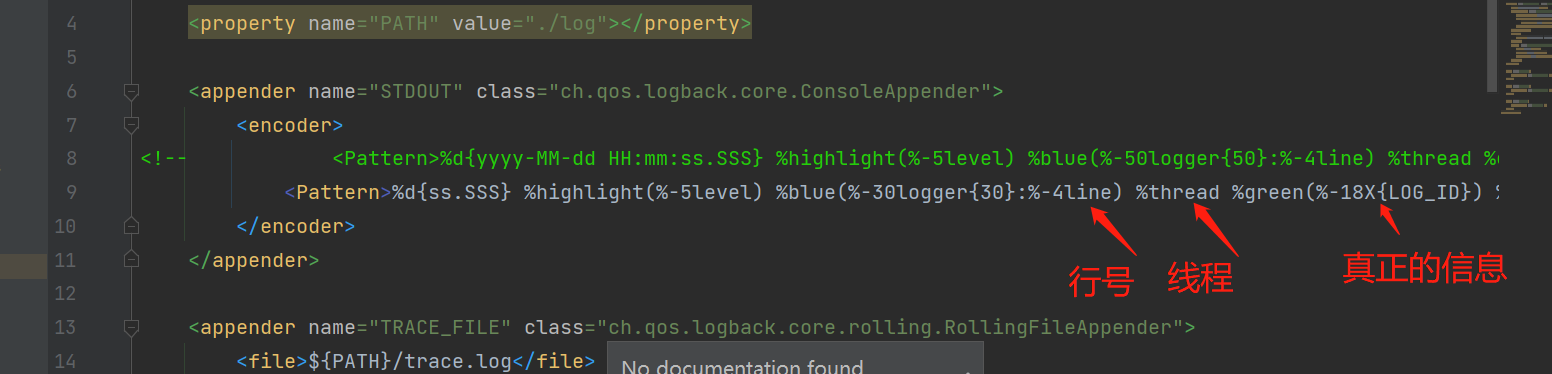 4 <property name="PATH" value="./log"></property>
5
6 <appender name="STDOUT" class="ch.qos.logback.core.ConsoleAppender">
7 <encoder>
8 <!-- <Pattern>%d{yyyy-MM-dd HH:mm:ss.SSS} %highlight(%-5level) %blue(%-50logger{50}:%-4line) %thread %
9 <Pattern>%d{ss.SSS} %highlight(%-5level) %blue(%-30logger{30}:%-4line) %thread %green(%-18X{LOG_ID}) %
10 </encoder>
11 </appender>
行号 线程 真正的信息
12
13 <appender name="TRACE_FILE" class="ch.qos.logback.core.rolling.RollingFileAppender">
14 <file>${PATH}/trace.log</file>
No documentation found